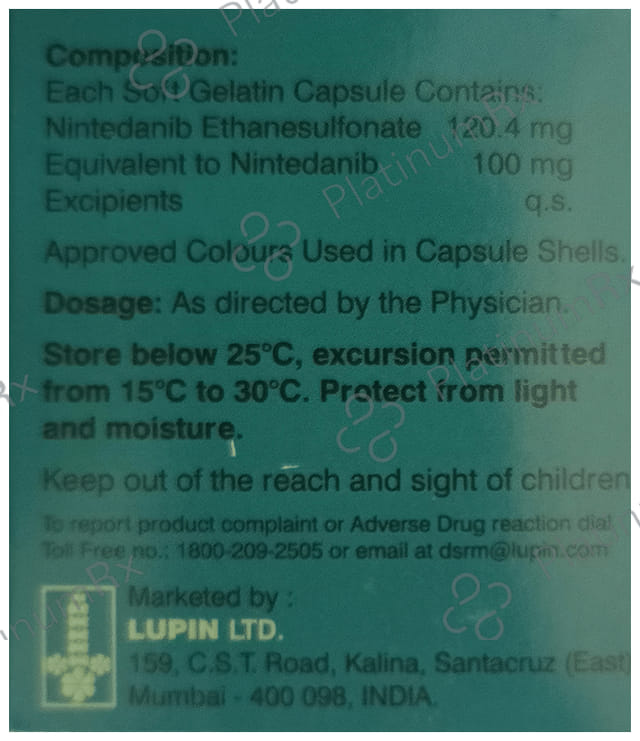 Composition:
Each Soft Gelatin Capsule Contains:
Nintedanib Ethanesulfonate 120.4 mg
Equivalent to Nintedanib 100 mg
Excipients q.s.
Approved Colours Used in Capsule Shells.
Dosage: As directed by the Physician.
Store below 25°C, excursion permitted
from 15°C to 30°C. Protect from light
and moisture.
Keep out of the reach and sight of children
To report product complaint or Adverse Drug reaction dial
Toll Free no.: 1800-209-2505 or email at dsrm@lupin.com
Marketed by :
LUPIN LTD.
159, C.S.T. Road, Kalina, Santacruz (East)
Mumbai - 400 098, INDIA.
PlatinumRx